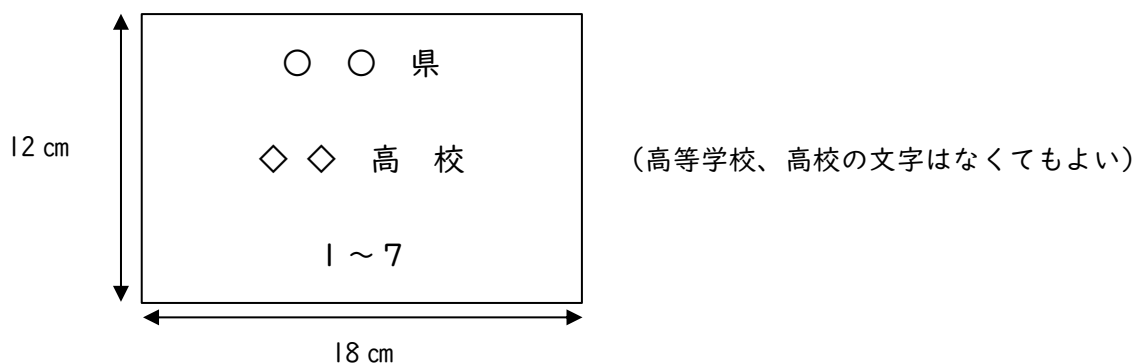 ○ ○ 県
12 cm
◇ ◇ 高 校
（高等学校、高校の文字はなくてもよい）
1 ～ 7
18 cm